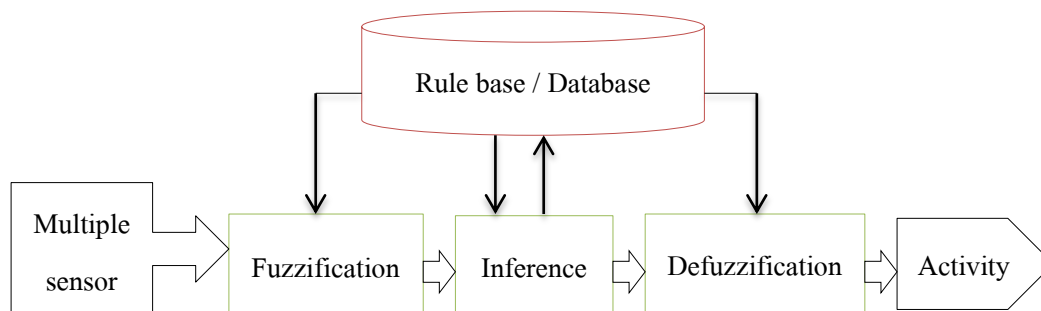 Rule base / Database
Multiple
sensor
Fuzzification
Inference
Defuzzification
Activity